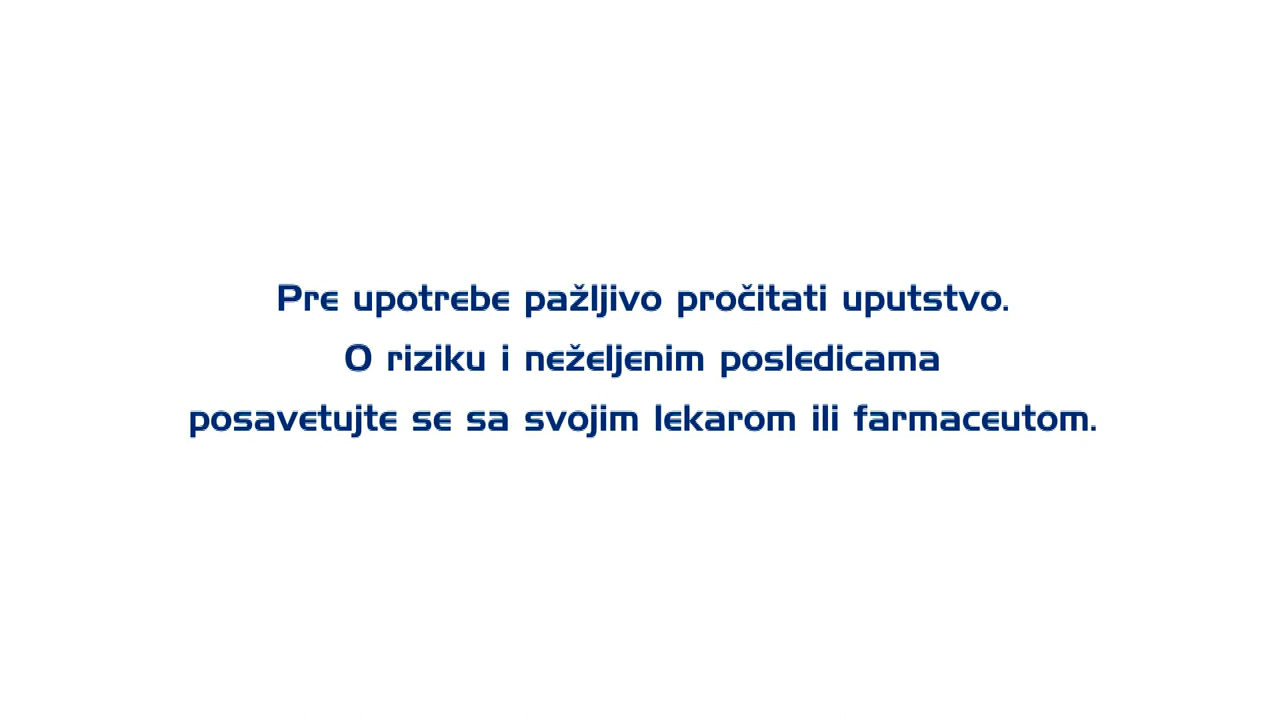 Pre upotrebe pažljivo pročitati uputstvo.
O riziku i neželjenim posledicama
posavetujte se sa svojim lekarom ili farmaceutom.